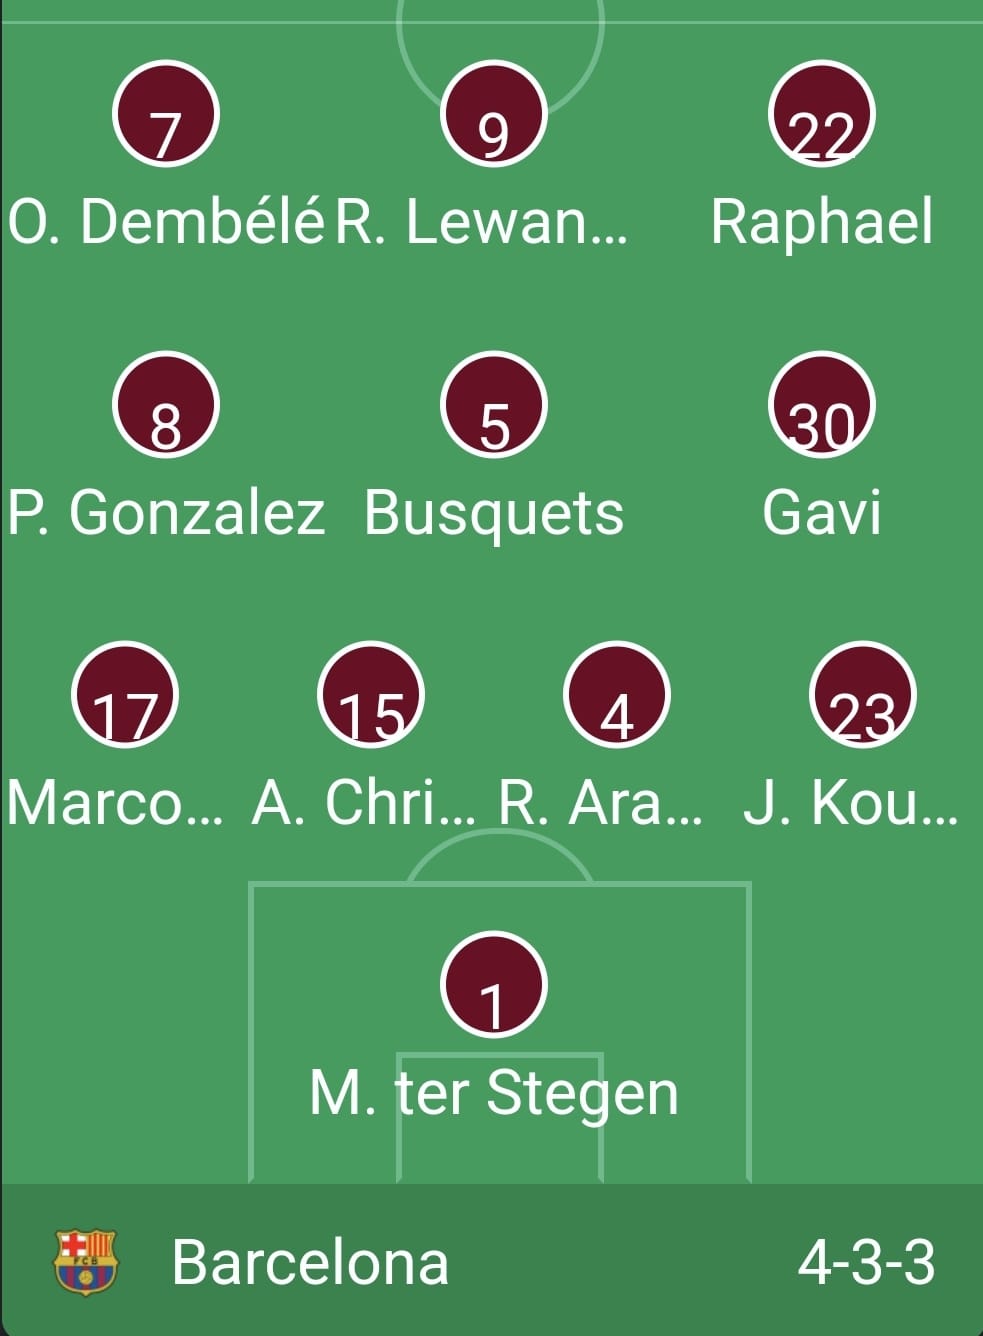 7 9 22
O. Dembélé R. Lewan... Raphael
8 5 30
P. Gonzalez Busquets Gavi
17 15 4 23
Marco... A. Chri... R. Ara... J. Kou...
1
M. ter Stegen
FCB
Barcelona 4-3-3